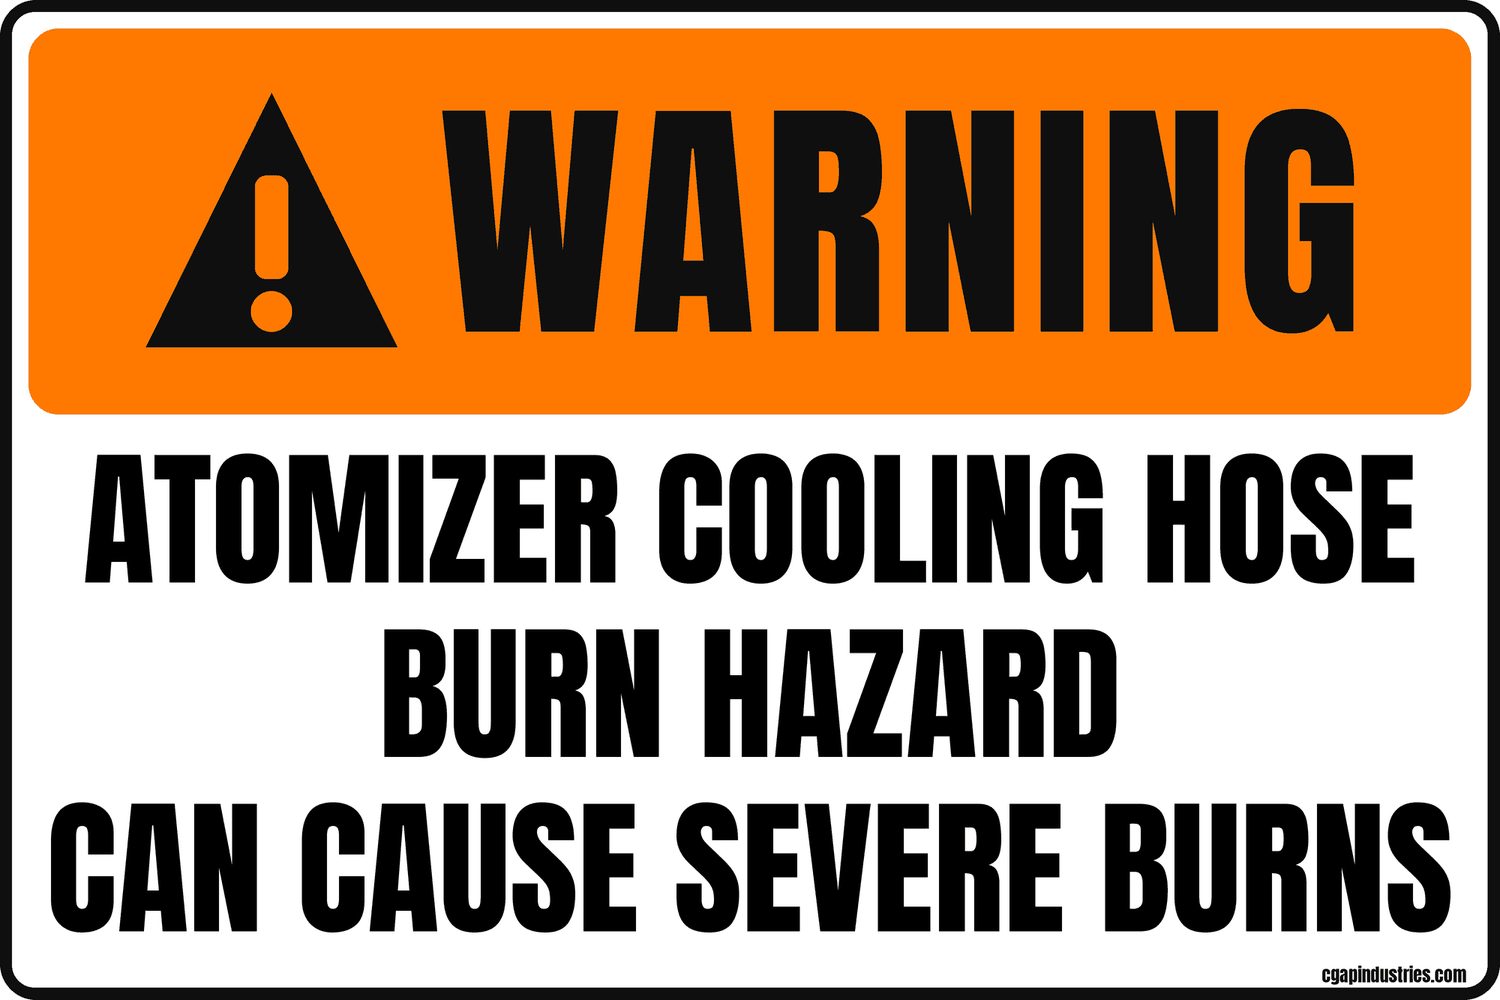 WARNING
ATOMIZER COOLING HOSE
BURN HAZARD
CAN CAUSE SEVERE BURNS
cgapindustries.com